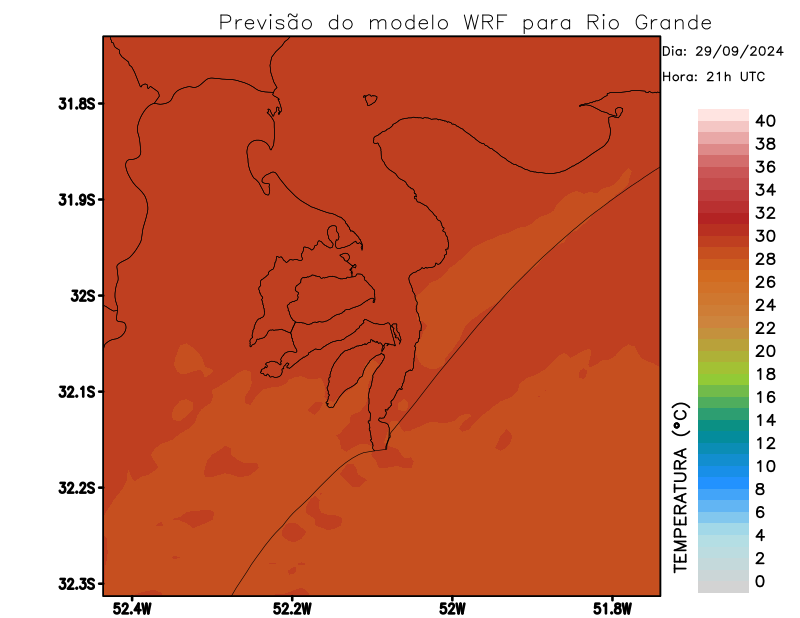 Previsão do modelo WRF para Rio Grande
Dia: 29/09/2024
Hora: 21h UTC
31.8S
31.9S
32S
32.1S
32.2S
32.3S
52.4W
52.2W
52W
51.8W
40
38
36
34
32
30
28
26
24
22
20
18
16
14
12
10
8
6
4
2
0
TEMPERATURA (°C)